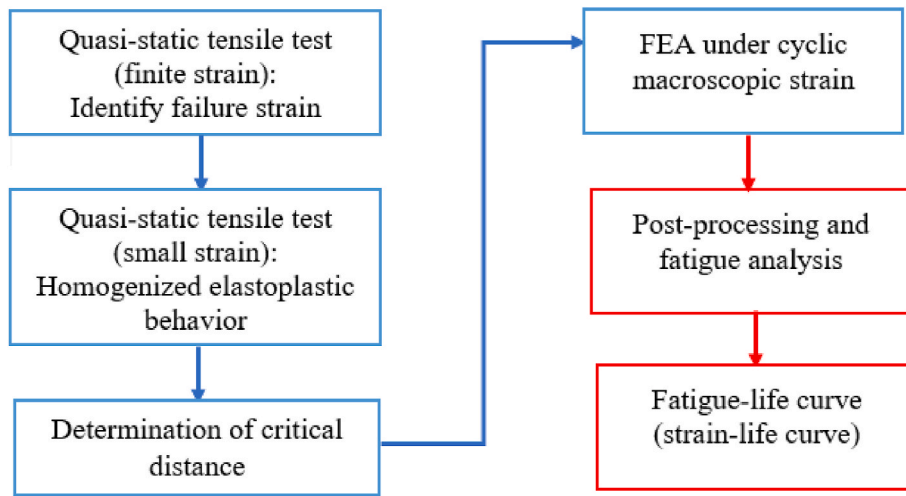 Quasi-static tensile test
(finite strain):
Identify failure strain
Quasi-static tensile test
(small strain):
Homogenized elastoplastic
behavior
Determination of critical
distance
FEA under cyclic
macroscopic strain
Post-processing and
fatigue analysis
Fatigue-life curve
(strain-life curve)